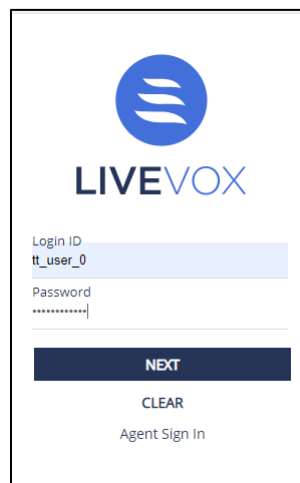 LIVEVOX
Login ID
tt_user_0
Password
••••••••••••
NEXT
CLEAR
Agent Sign In